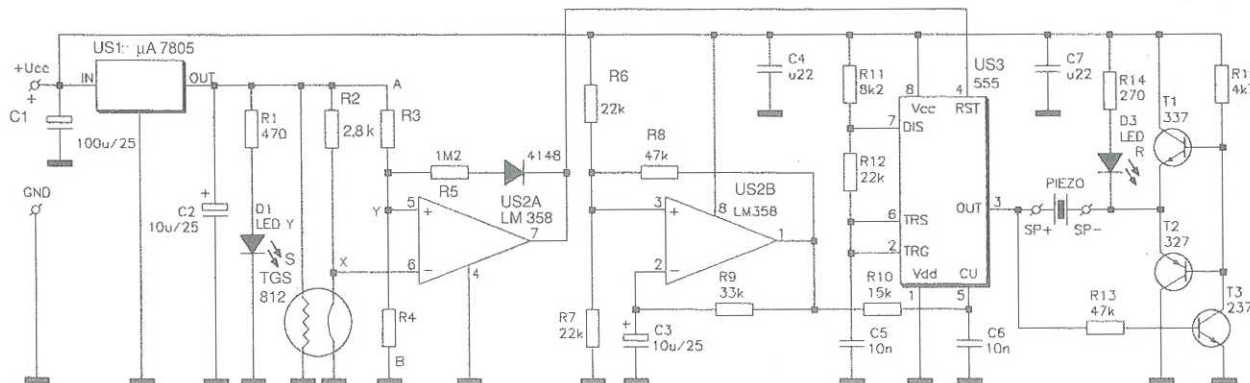 US1:· µA 7805
+Ucc
+
IN
OUT
C1
100u/25
GND
+
C2
10u/25
R1
470
D1
LED Y
S
TGS
812
R2
2,8k
A
R3
1M2
R5
4148
US2A
LM 358
Y
5
+
7
X
6
−
4
R4
B
R6
22k
R8
47k
3
+
8
US2B
LM358
1
2
−
R9
33k
R7
22k
+
C3
10u/25
C4
u22
R11
8k2
R12
22k
R10
15k
C5
10n
US3
555
8
4
Vcc
RST
7
DIS
6
TRS
2
TRG
OUT
3
Vdd
CU
1
5
C6
10n
C7
u22
R14
270
D3
LED
R
PIEZO
SP+
SP-
T1
337
4k7
T2
327
R13
47k
T3
237